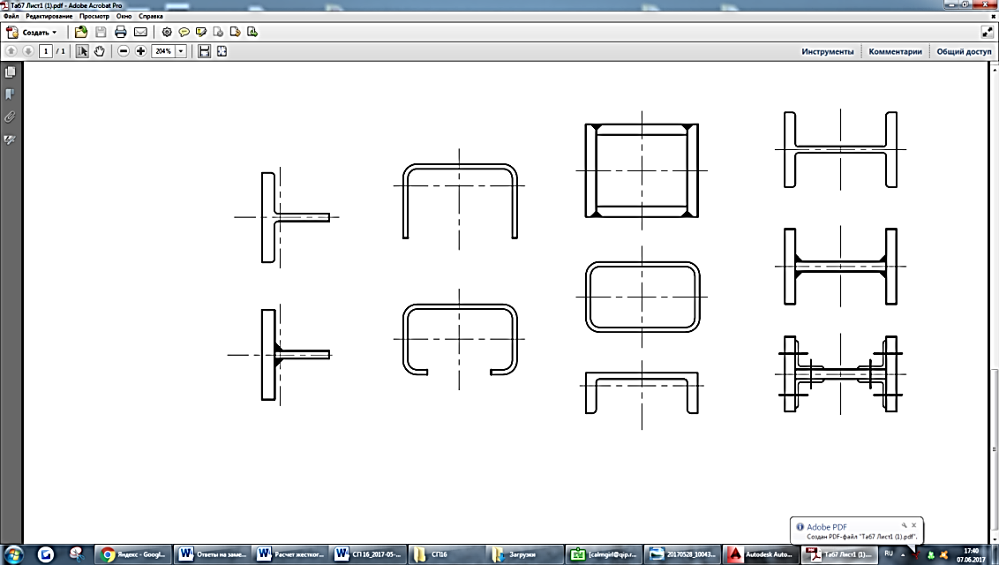 Таб7 Лист1 (1).pdf - Adobe Acrobat Pro
Файл Редактирование Просмотр Окно Справка
Создать
1 / 1 204%
Инструменты Комментарии Общий доступ
Adobe PDF
Создан PDF-файл "Таб7 Лист1 (1).pdf".
Яндекс - Googl... Ответы на заме... Расчет жестког... СП 16_2017-05-... СП16 Загрузки [calmgirl@qip.r... 20170528_10043... Autodesk Auto... Таб7 Лист1 (1)....
RU
17:40
07.06.2017